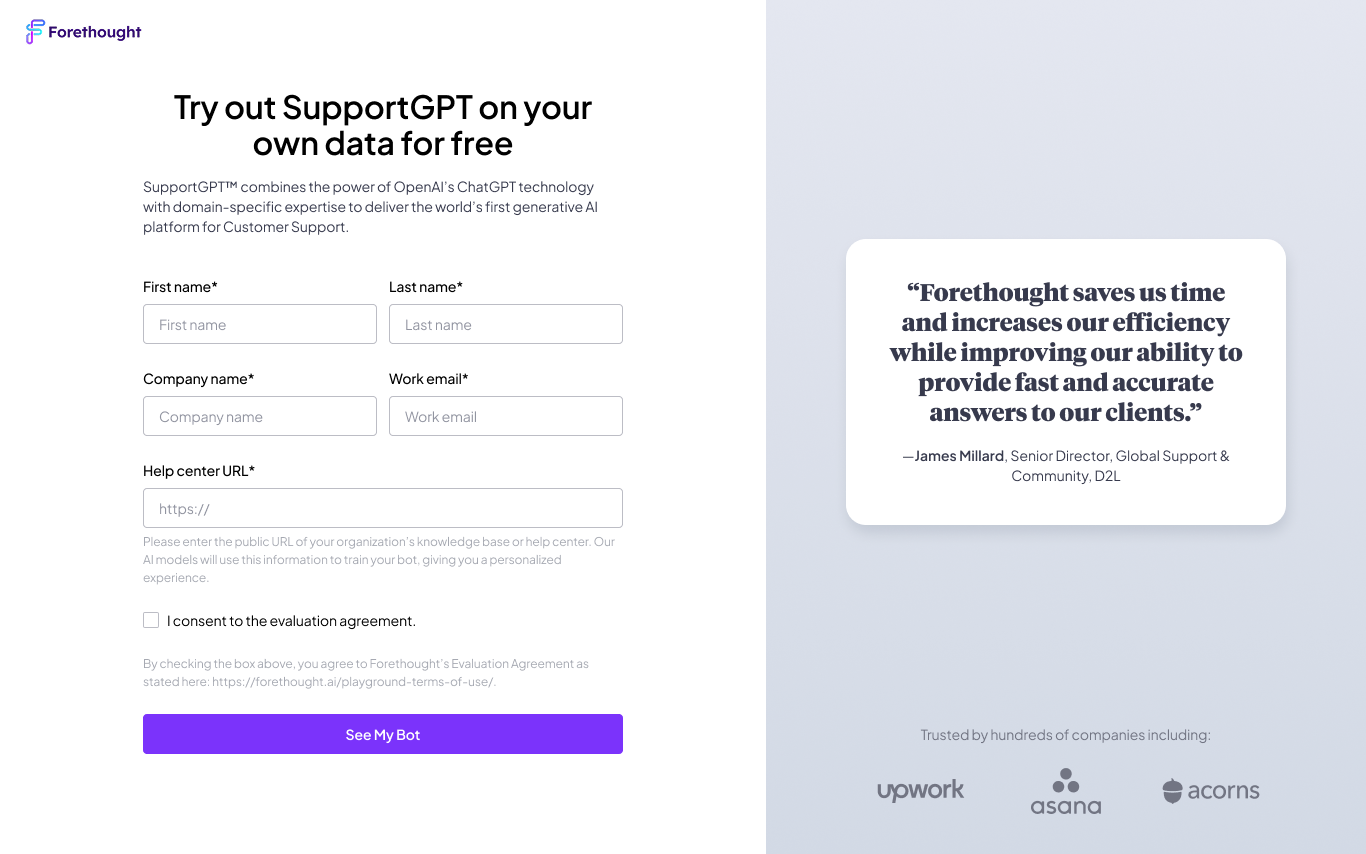 Forethought
Try out SupportGPT on your
own data for free
SupportGPT™ combines the power of OpenAI’s ChatGPT technology
with domain-specific expertise to deliver the world’s first generative AI
platform for Customer Support.
First name*
Last name*
First name
Last name
Company name*
Work email*
Company name
Work email
Help center URL*
https://
Please enter the public URL of your organization’s knowledge base or help center. Our
AI models will use this information to train your bot, giving you a personalized
experience.
I consent to the evaluation agreement.
By checking the box above, you agree to Forethought’s Evaluation Agreement as
stated here: https://forethought.ai/playground-terms-of-use/.
See My Bot
“Forethought saves us time
and increases our efficiency
while improving our ability to
provide fast and accurate
answers to our clients.”
—James Millard, Senior Director, Global Support &
Community, D2L
Trusted by hundreds of companies including:
upwork
asana
acorns